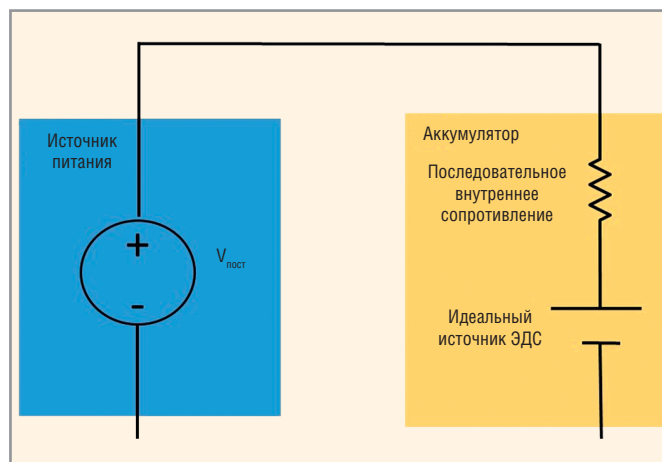 Источник
питания
+
-
Vпост
Аккумулятор
Последовательное
внутреннее
сопротивление
Идеальный
источник ЭДС